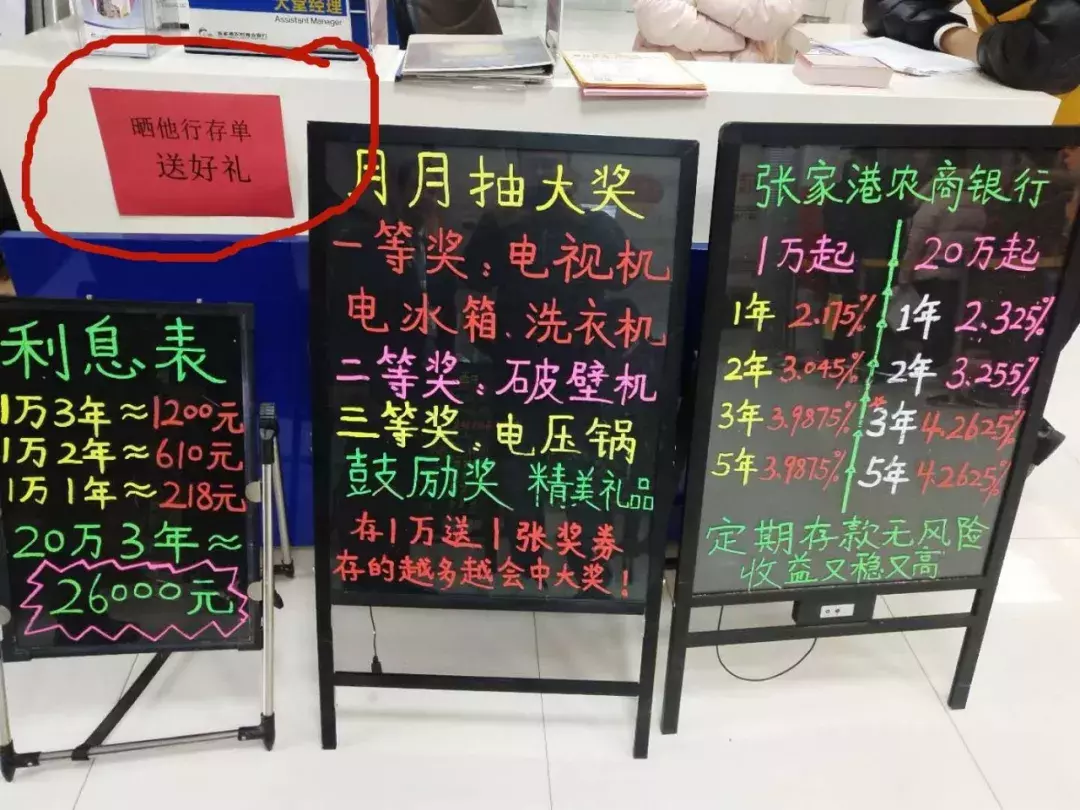 大堂经理
Assistant Manager
晒他行存单
送好礼
利息表
1万3年≈1200元
1万2年≈610元
1万1年≈218元
20万3年≈
26000元
月月抽大奖
一等奖：电视机
电冰箱、洗衣机
二等奖：破壁机
三等奖：电压锅
鼓励奖 精美礼品
存1万送1张奖券
存的越多越会中大奖！
张家港农商银行
1万起 20万起
1年 2.175% 1年 2.325%
2年 3.045% 2年 3.255%
3年 3.9875% *3年 4.2625%
5年 3.9875% 5年 4.2625%
定期存款无风险
收益又稳又高